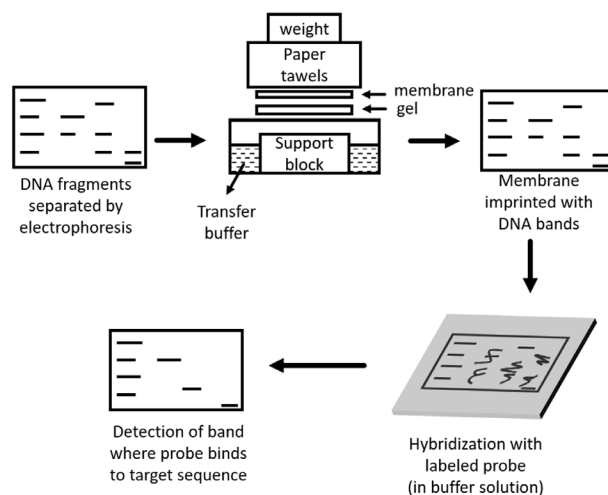 weight
Paper
tawels
membrane
gel
Support
block
Transfer
buffer
DNA fragments
separated by
electrophoresis
Membrane
imprinted with
DNA bands
Hybridization with
labeled probe
(in buffer solution)
Detection of band
where probe binds
to target sequence